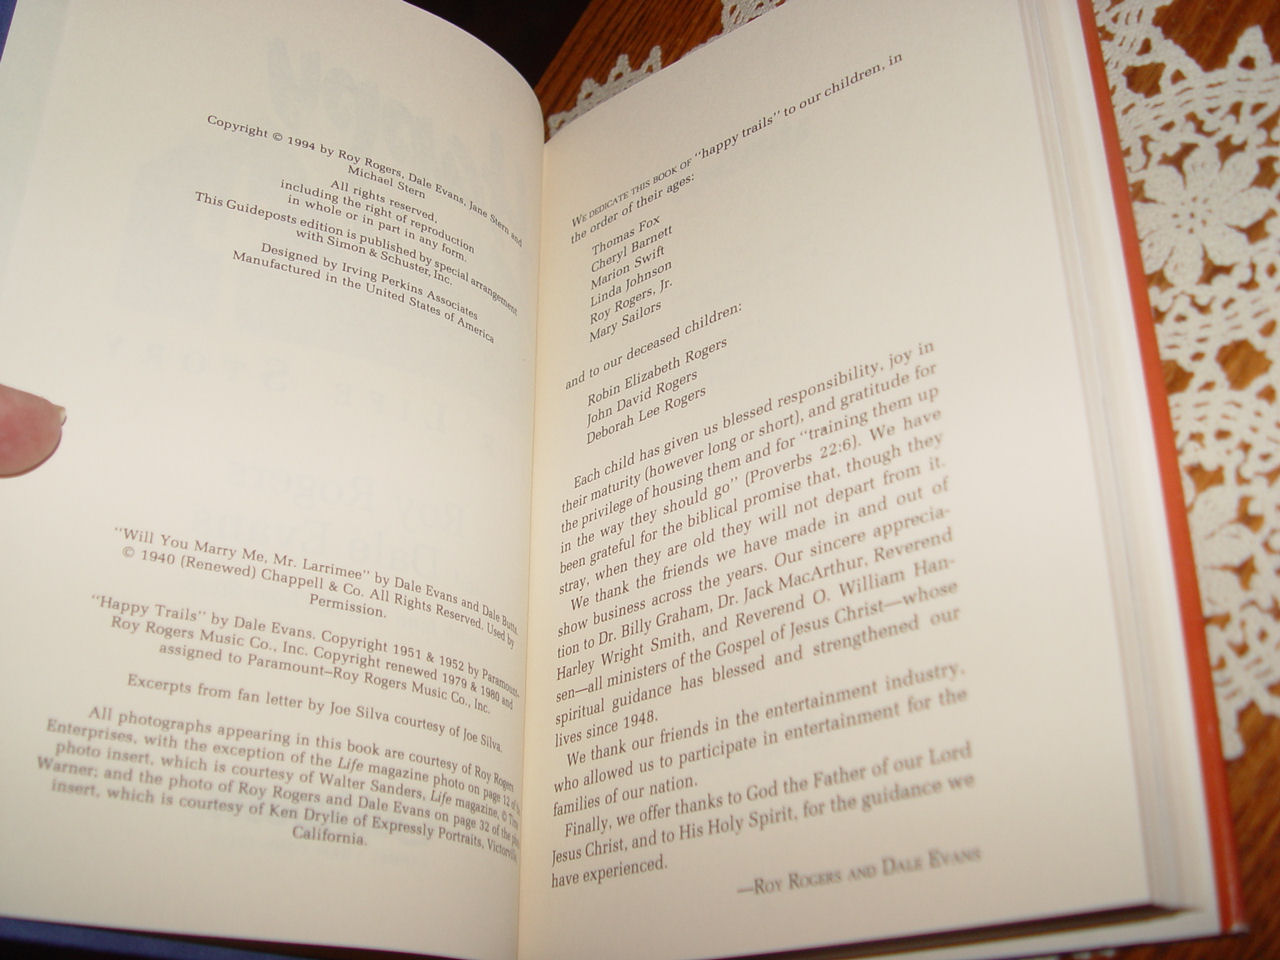 Copyright © 1994 by Roy Rogers, Dale Evans, Jane Stern and
Michael Stern
All rights reserved,
including the right of reproduction
in whole or in part in any form.
This Guideposts edition is published by special arrangement
with Simon & Schuster, Inc.
Designed by Irving Perkins Associates
Manufactured in the United States of America
"Will You Marry Me, Mr. Larrimee" by Dale Evans and Dale Butts,
© 1940 (Renewed) Chappell & Co. All Rights Reserved. Used by
Permission.
"Happy Trails" by Dale Evans. Copyright 1951 & 1952 by Paramount-
Roy Rogers Music Co., Inc. Copyright renewed 1979 & 1980 and
assigned to Paramount–Roy Rogers Music Co., Inc.
Excerpts from fan letter by Joe Silva courtesy of Joe Silva.
All photographs appearing in this book are courtesy of Roy Rogers
Enterprises, with the exception of the Life magazine photo on page 12 of the
photo insert, which is courtesy of Walter Sanders, Life magazine, © Time
Warner; and the photo of Roy Rogers and Dale Evans on page 32 of the photo
insert, which is courtesy of Ken Drylie of Expressly Portraits, Victorville,
California.
WE DEDICATE THIS BOOK OF "happy trails" to our children, in
the order of their ages:
Thomas Fox
Cheryl Barnett
Marion Swift
Linda Johnson
Roy Rogers, Jr.
Mary Sailors
and to our deceased children:
Robin Elizabeth Rogers
John David Rogers
Deborah Lee Rogers
Each child has given us blessed responsibility, joy in
their maturity (however long or short), and gratitude for
the privilege of housing them and for "training them up
in the way they should go" (Proverbs 22:6). We have
been grateful for the biblical promise that, though they
stray, when they are old they will not depart from it.
We thank the friends we have made in and out of
show business across the years. Our sincere apprecia-
tion to Dr. Billy Graham, Dr. Jack MacArthur, Reverend
Harley Wright Smith, and Reverend O. William Han-
sen—all ministers of the Gospel of Jesus Christ—whose
spiritual guidance has blessed and strengthened our
lives since 1948.
We thank our friends in the entertainment industry,
who allowed us to participate in entertainment for the
families of our nation.
Finally, we offer thanks to God the Father of our Lord
Jesus Christ, and to His Holy Spirit, for the guidance we
have experienced.
—ROY ROGERS AND DALE EVANS